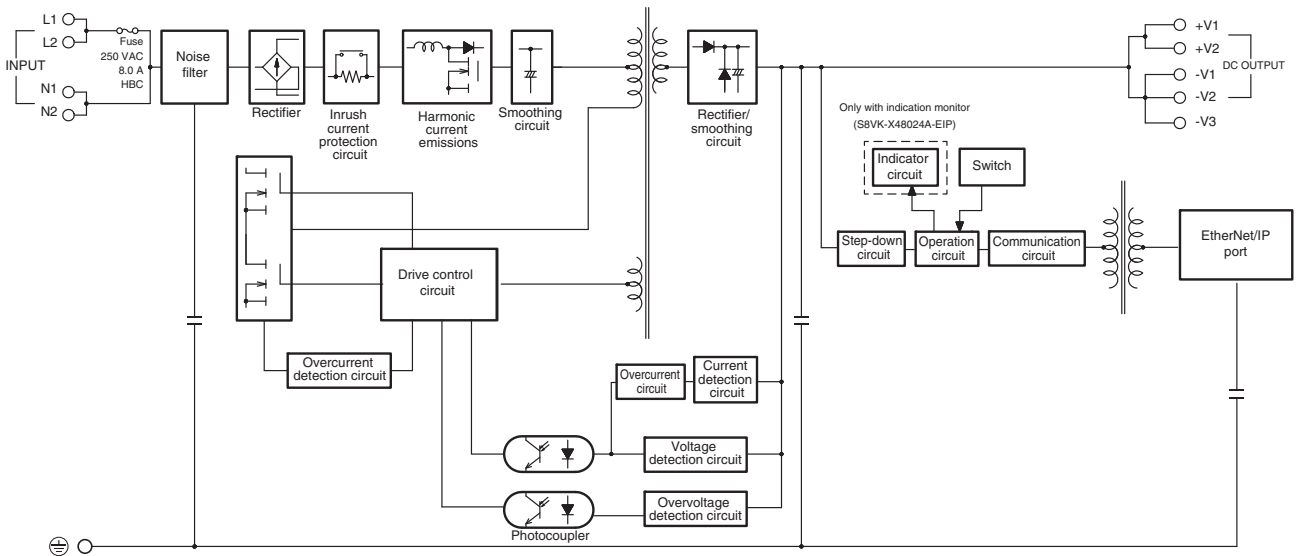 L1
L2
INPUT
N1
N2
Fuse
250 VAC
8.0 A
HBC
Noise
filter
Rectifier
Inrush
current
protection
circuit
Harmonic
current
emissions
Smoothing
circuit
Rectifier/
smoothing
circuit
+V1
+V2
DC OUTPUT
-V1
-V2
-V3
Only with indication monitor
(S8VK-X48024A-EIP)
Indicator
circuit
Switch
Step-down
circuit
Operation
circuit
Communication
circuit
EtherNet/IP
port
Drive control
circuit
Overcurrent
detection circuit
Overcurrent
circuit
Current
detection
circuit
Voltage
detection circuit
Overvoltage
detection circuit
Photocoupler